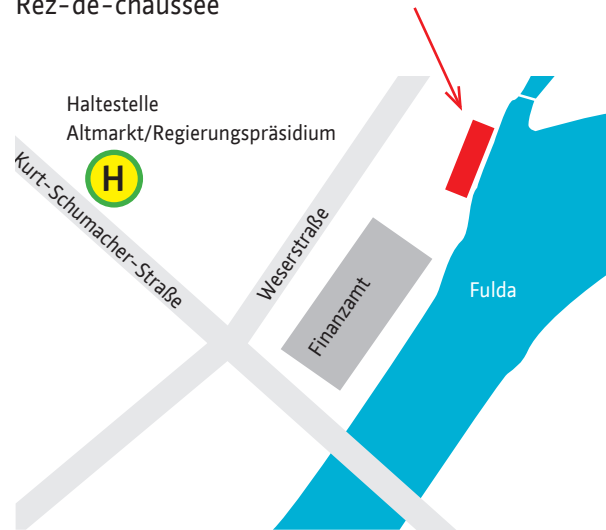 Rez-de-chaussée
Haltestelle
Altmarkt/Regierungspräsidium
H
Kurt-Schumacher-Straße
Weserstraße
Finanzamt
Fulda